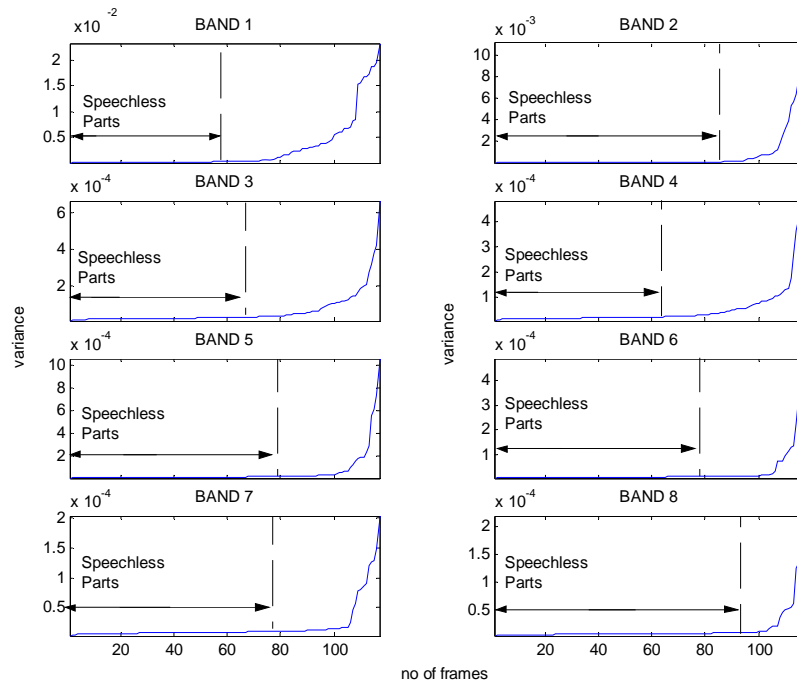 x10 -2
BAND 1
2
1.5
1
0.5
Speechless
Parts
x 10 -3
BAND 2
10
8
6
4
2
Speechless
Parts
x 10 -4
BAND 3
6
4
2
Speechless
Parts
x 10 -4
BAND 4
4
3
2
1
Speechless
Parts
variance
variance
x 10 -4
BAND 5
10
8
6
4
2
Speechless
Parts
x 10 -4
BAND 6
4
3
2
1
Speechless
Parts
x 10 -4
BAND 7
2
1.5
1
0.5
Speechless
Parts
20 40 60 80 100
x 10 -4
BAND 8
2
1.5
1
0.5
Speechless
Parts
20 40 60 80 100
no of frames